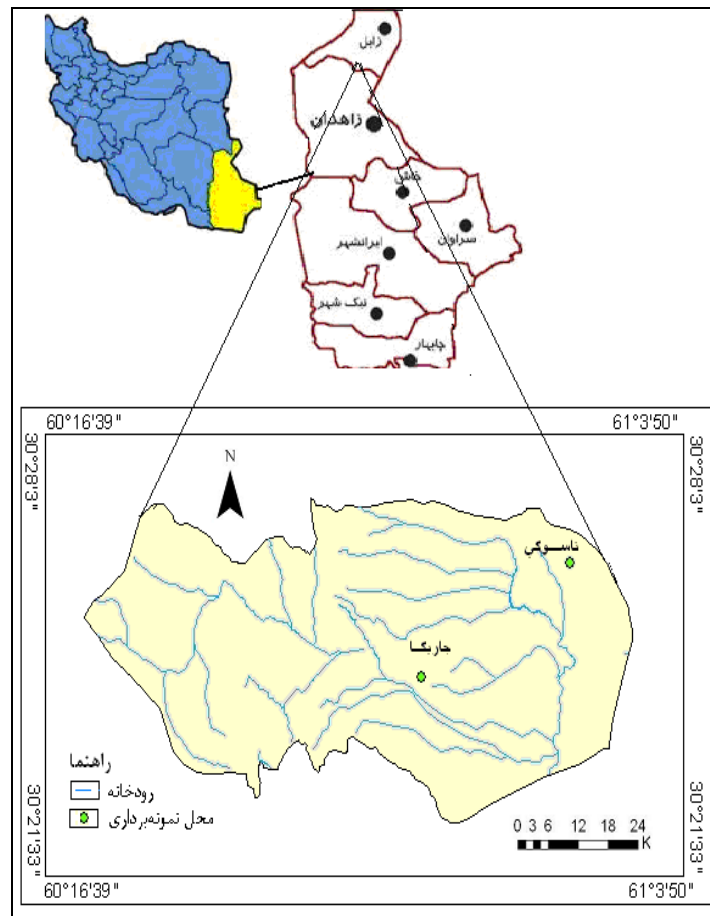 زابل
زاهدان
خاش
سراوان
ایرانشهر
نیک شهر
چابهار
60°16'39"
61°3'50"
30°28'3"
30°28'3"
N
ناسوکي
جاریکا
راهنما
رودخانه
محل نمونه‌برداری
0 3 6 12 18 24
K
30°21'33"
30°21'33"
60°16'39"
61°3'50"